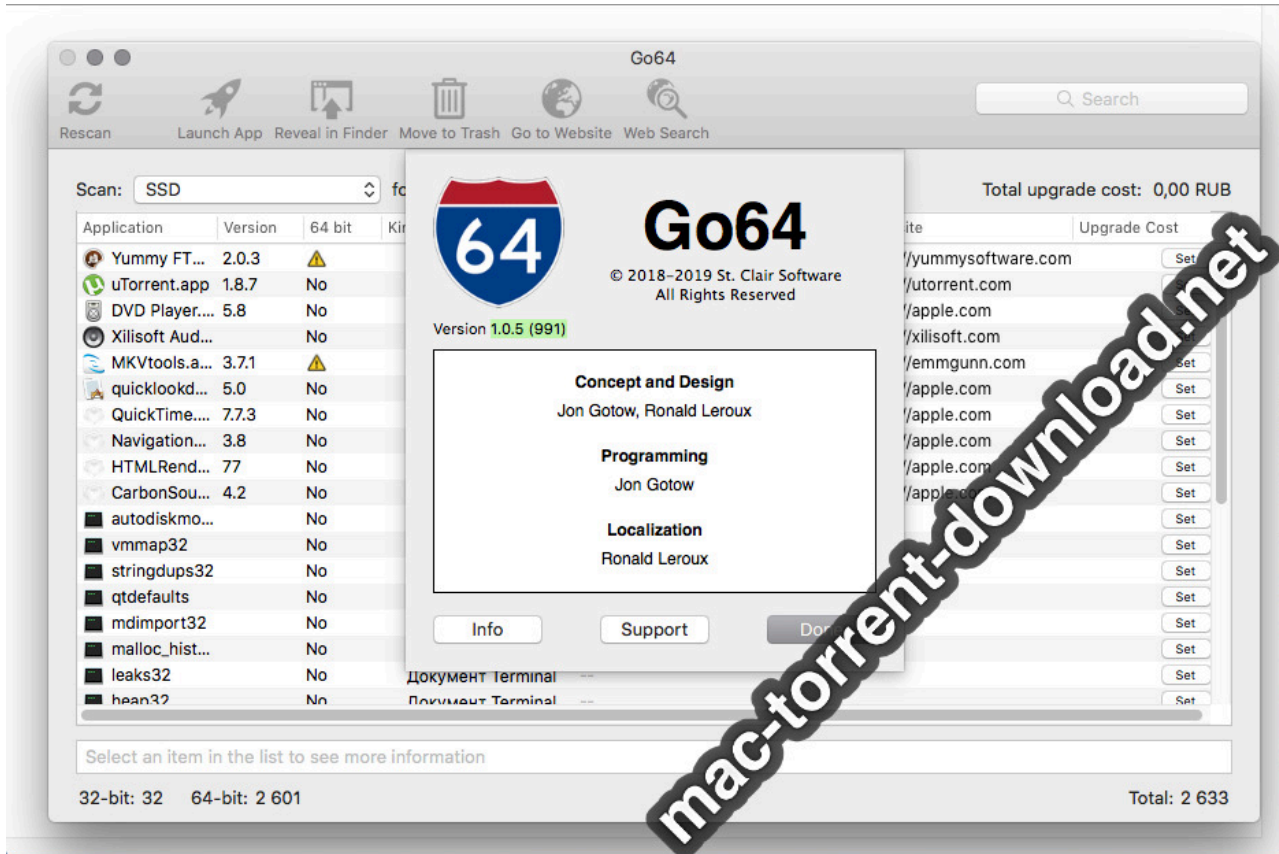 Go64
Rescan Launch App Reveal in Finder Move to Trash Go to Website Web Search
Search
Scan: SSD
Total upgrade cost: 0,00 RUB
Application Version 64 bit Upgrade Cost
Yummy FT... 2.0.3 //yummysoftware.com Set
uTorrent.app 1.8.7 No //utorrent.com
DVD Player.... 5.8 No //apple.com
Xilisoft Aud... No //xilisoft.com
MKVtools.a... 3.7.1 //emmgunn.com Set
quicklookd... 5.0 No //apple.com Set
QuickTime.... 7.7.3 No //apple.com Set
Navigation... 3.8 No //apple.com Set
HTMLRend... 77 No //apple.com Set
CarbonSou... 4.2 No Set
autodiskmo... No Set
vmmap32 No Set
stringdups32 No Set
qtdefaults No Set
mdimport32 No Set
malloc_hist... No Set
leaks32 No Документ Terminal -- Set
heap32 No Документ Terminal -- Set
64
Go64
© 2018–2019 St. Clair Software
All Rights Reserved
Version 1.0.5 (991)
Concept and Design
Jon Gotow, Ronald Leroux
Programming
Jon Gotow
Localization
Ronald Leroux
Info Support Done
Select an item in the list to see more information
32-bit: 32 64-bit: 2 601
Total: 2 633
mac-torrent-download.net